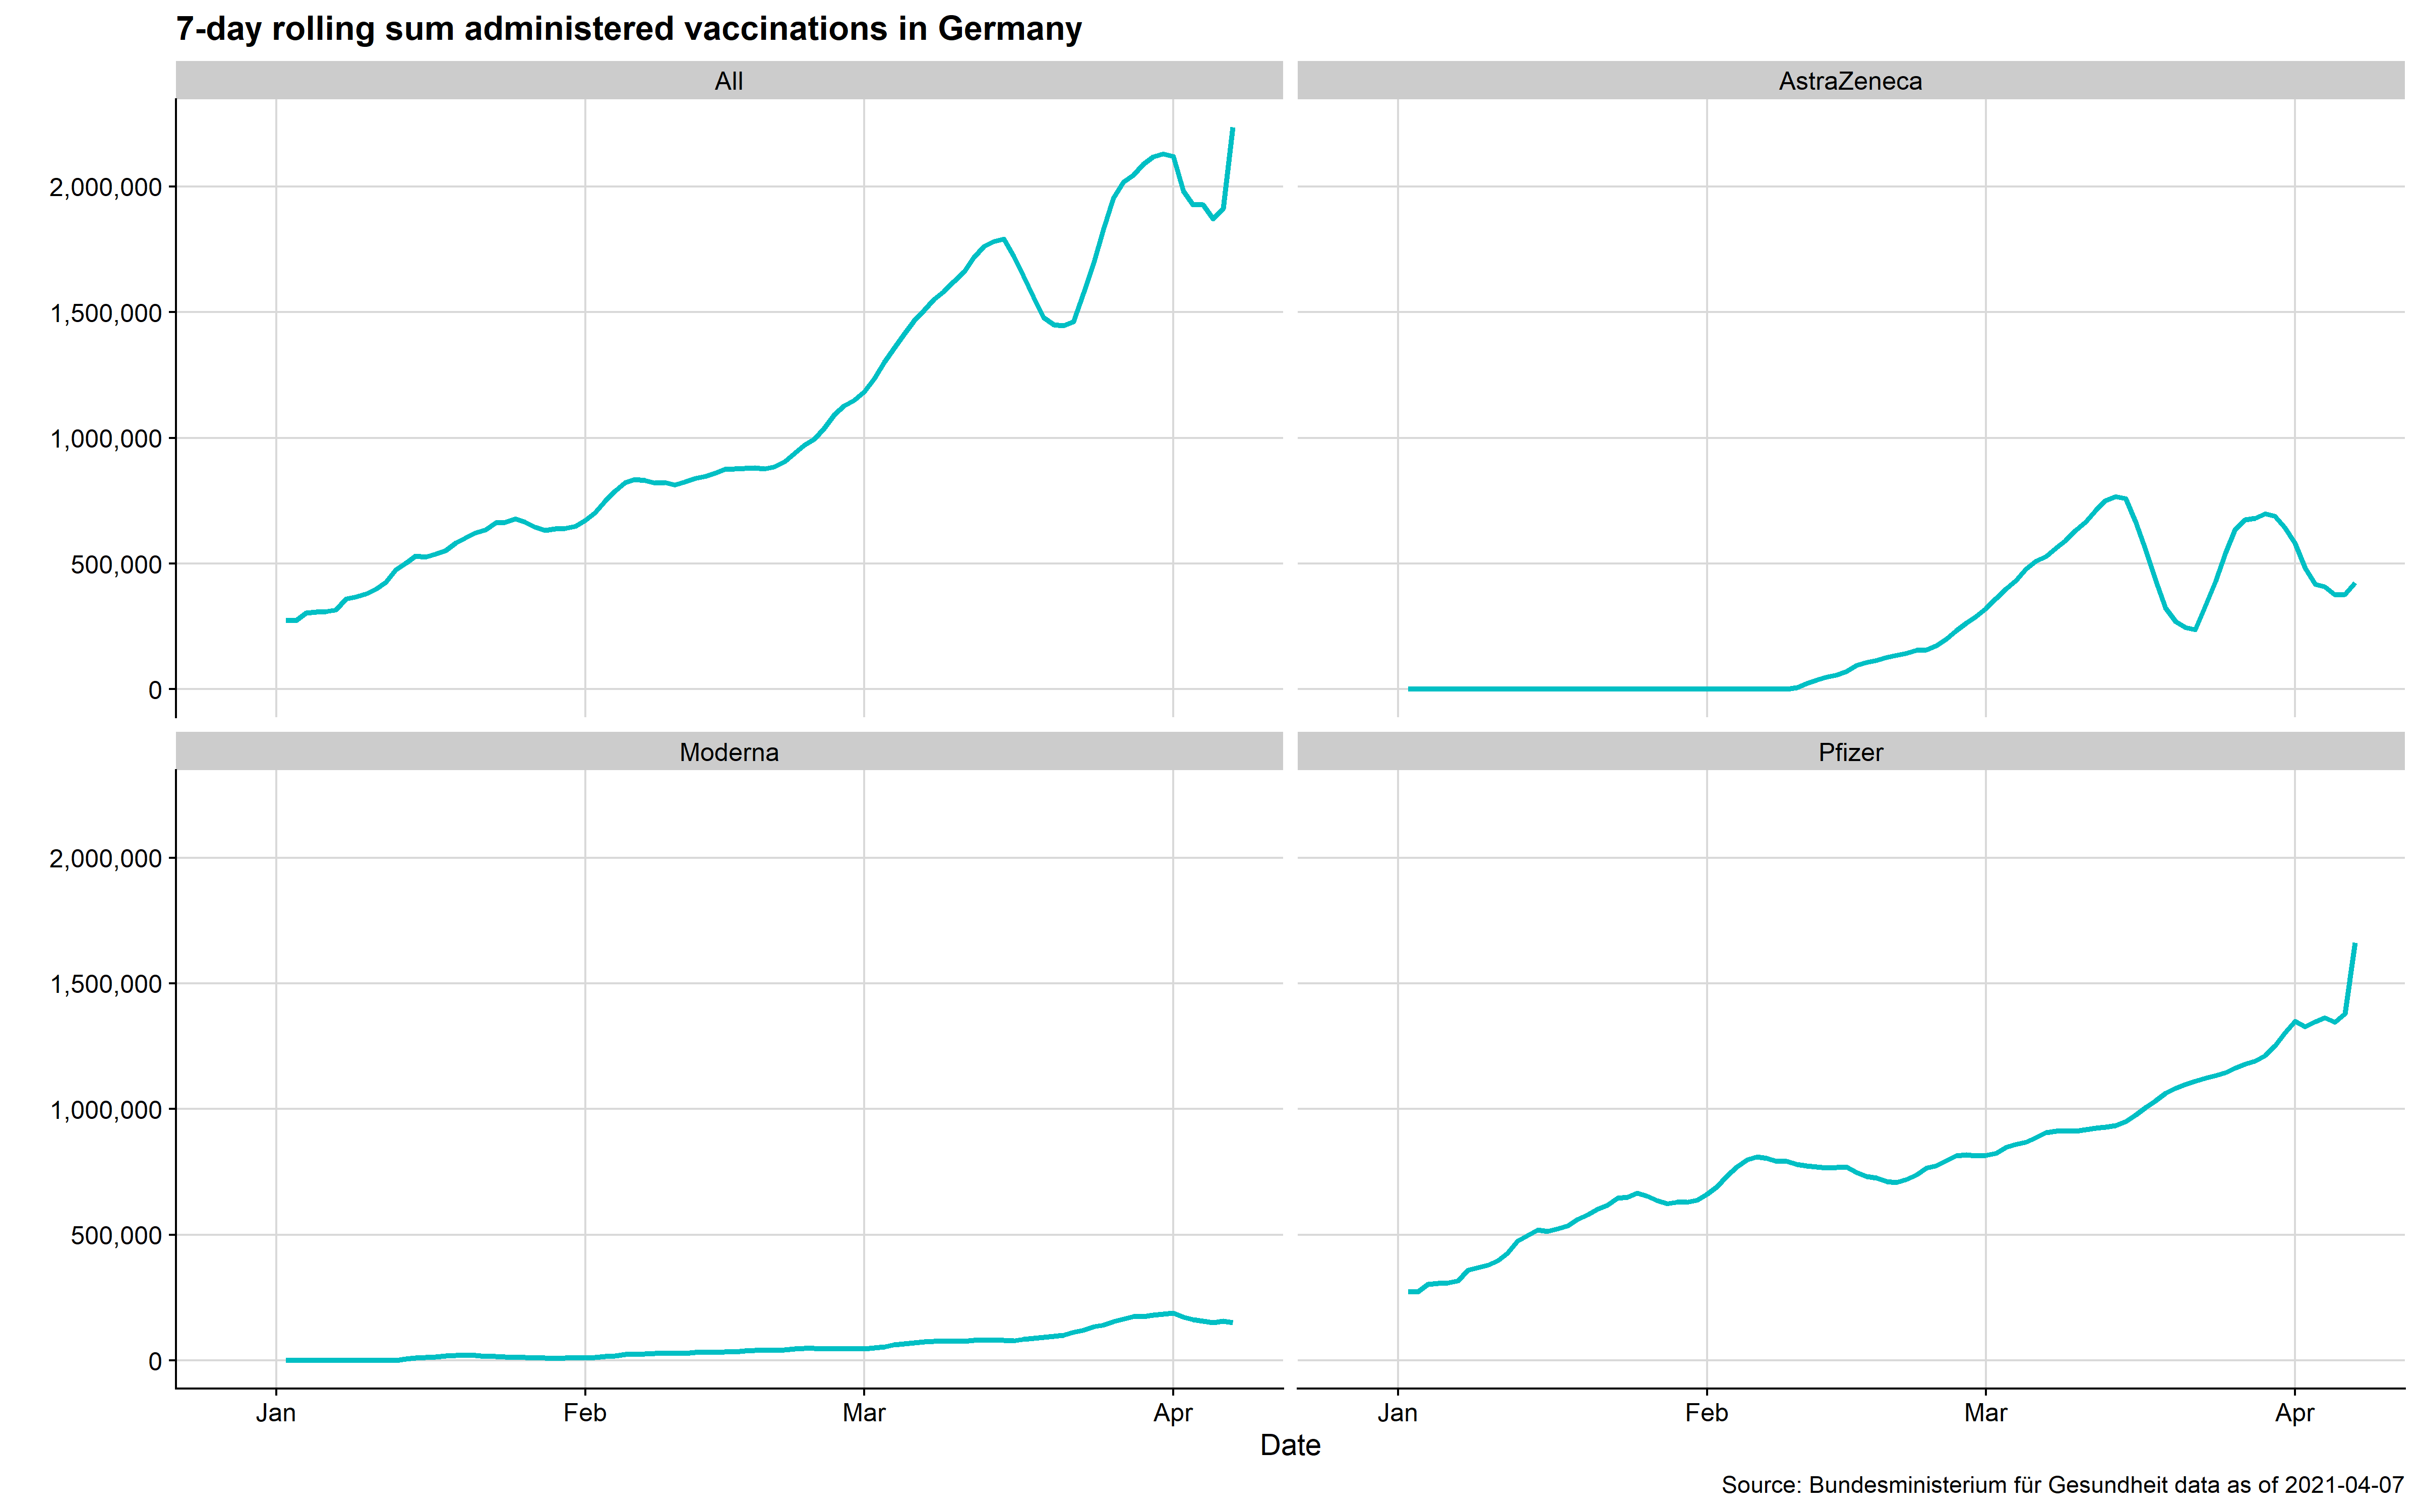 7-day rolling sum administered vaccinations in Germany
All
AstraZeneca
2,000,000
1,500,000
1,000,000
500,000
0
Moderna
Pfizer
2,000,000
1,500,000
1,000,000
500,000
0
Jan Feb Mar Apr
Jan Feb Mar Apr
Date
Source: Bundesministerium für Gesundheit data as of 2021-04-07